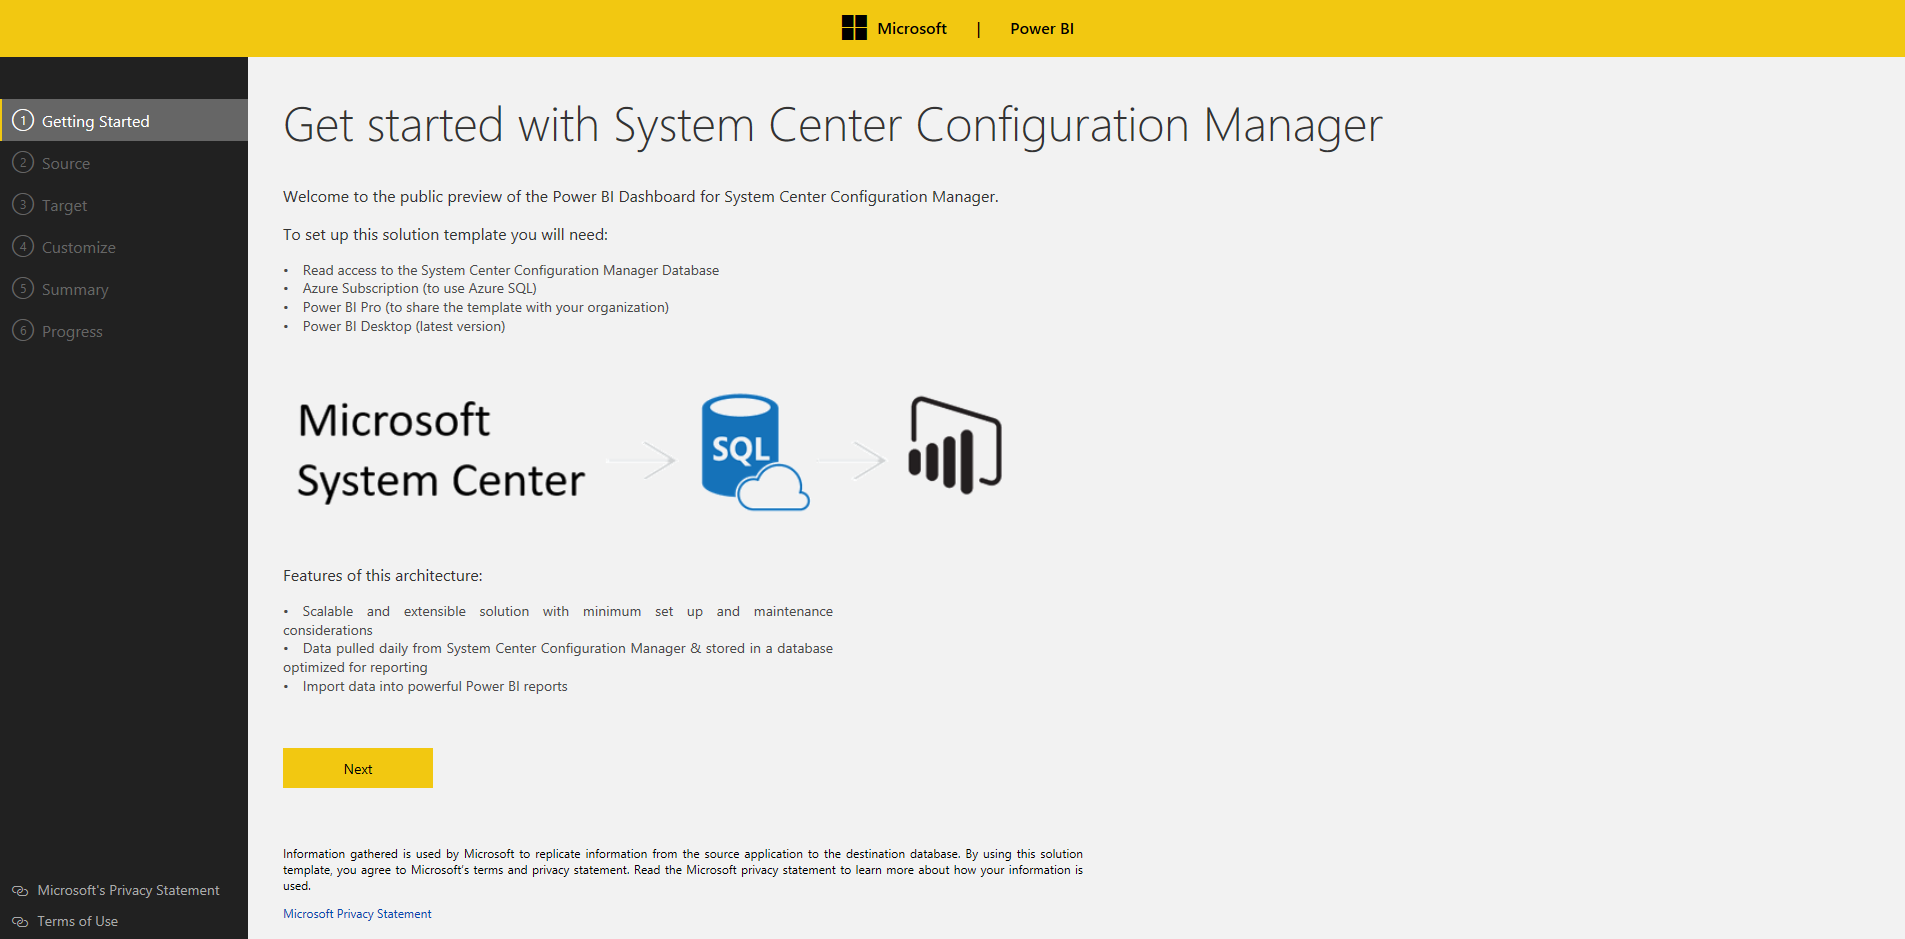 Microsoft | Power BI
1 Getting Started
2 Source
3 Target
4 Customize
5 Summary
6 Progress
Microsoft's Privacy Statement
Terms of Use
Get started with System Center Configuration Manager
Welcome to the public preview of the Power BI Dashboard for System Center Configuration Manager.
To set up this solution template you will need:
• Read access to the System Center Configuration Manager Database
• Azure Subscription (to use Azure SQL)
• Power BI Pro (to share the template with your organization)
• Power BI Desktop (latest version)
Microsoft
System Center
SQL
Features of this architecture:
• Scalable and extensible solution with minimum set up and maintenance
considerations
• Data pulled daily from System Center Configuration Manager & stored in a database
optimized for reporting
• Import data into powerful Power BI reports
Next
Information gathered is used by Microsoft to replicate information from the source application to the destination database. By using this solution
template, you agree to Microsoft's terms and privacy statement. Read the Microsoft privacy statement to learn more about how your information is
used.
Microsoft Privacy Statement